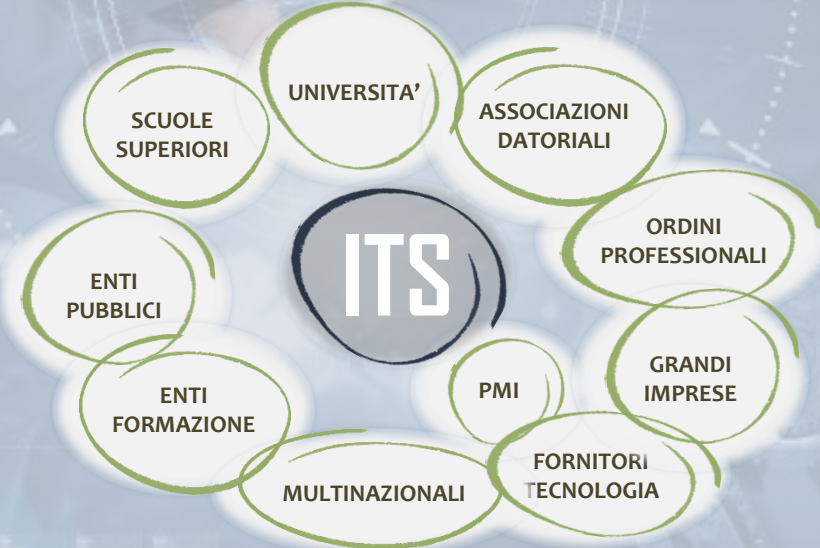 UNIVERSITA’
SCUOLE
SUPERIORI
ASSOCIAZIONI
DATORIALI
ORDINI
PROFESSIONALI
ITS
ENTI
PUBBLICI
GRANDI
IMPRESE
PMI
ENTI
FORMAZIONE
FORNITORI
TECNOLOGIA
MULTINAZIONALI